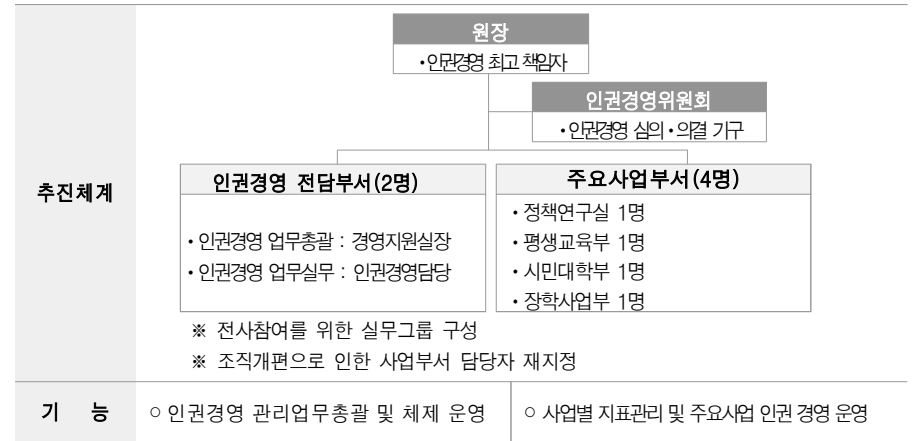 원장
•인권경영 최고 책임자
인권경영위원회
•인권경영 심의•의결 기구
추진체계
인권경영 전담부서(2명)
•인권경영 업무총괄 : 경영지원실장
•인권경영 업무실무 : 인권경영담당
주요사업부서(4명)
•정책연구실 1명
•평생교육부 1명
•시민대학부 1명
•장학사업부 1명
※ 전사참여를 위한 실무그룹 구성
※ 조직개편으로 인한 사업부서 담당자 재지정
기 능
○ 인권경영 관리업무총괄 및 체제 운영
○ 사업별 지표관리 및 주요사업 인권 경영 운영